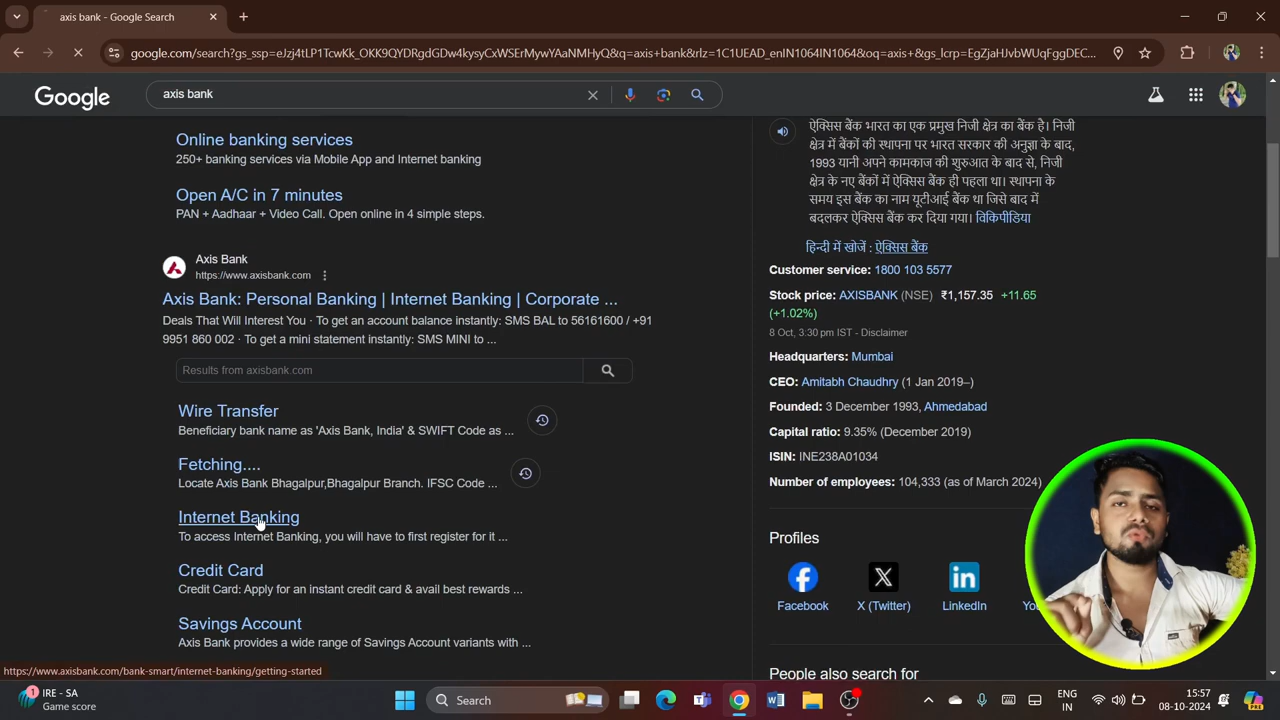 axis bank - Google Search
google.com/search?gs_ssp=eJzj4tLP1TcwKk_OKK9QYDRgdGDw4kysyCxWSErMywYAaNMHyQ&q=axis+bank&rlz=1C1UEAD_enIN1064IN1064&oq=axis+&gs_lcrp=EgZjaHJvbWUqFggDEC...
Google
axis bank
Online banking services
250+ banking services via Mobile App and Internet banking
Open A/C in 7 minutes
PAN + Aadhaar + Video Call. Open online in 4 simple steps.
Axis Bank
https://www.axisbank.com
Axis Bank: Personal Banking | Internet Banking | Corporate ...
Deals That Will Interest You · To get an account balance instantly: SMS BAL to 56161600 / +91
9951 860 002 · To get a mini statement instantly: SMS MINI to ...
Results from axisbank.com
Wire Transfer
Beneficiary bank name as 'Axis Bank, India' & SWIFT Code as ...
Fetching....
Locate Axis Bank Bhagalpur,Bhagalpur Branch. IFSC Code ...
Internet Banking
To access Internet Banking, you will have to first register for it ...
Credit Card
Credit Card: Apply for an instant credit card & avail best rewards ...
Savings Account
Axis Bank provides a wide range of Savings Account variants with ...
https://www.axisbank.com/bank-smart/internet-banking/getting-started
ऐक्सिस बैंक भारत का एक प्रमुख निजी क्षेत्र का बैंक है। निजी
क्षेत्र में बैंकों की स्थापना पर भारत सरकार की अनुज्ञा के बाद,
1993 यानी अपने कामकाज की शुरुआत के बाद से, निजी
क्षेत्र के नए बैंकों में ऐक्सिस बैंक ही पहला था। स्थापना के
समय इस बैंक का नाम यूटीआई बैंक था जिसे बाद में
बदलकर ऐक्सिस बैंक कर दिया गया। विकिपीडिया
हिन्दी में खोजें : ऐक्सिस बैंक
Customer service: 1800 103 5577
Stock price: AXISBANK (NSE) ₹1,157.35 +11.65
(+1.02%)
8 Oct, 3:30 pm IST - Disclaimer
Headquarters: Mumbai
CEO: Amitabh Chaudhry (1 Jan 2019–)
Founded: 3 December 1993, Ahmedabad
Capital ratio: 9.35% (December 2019)
ISIN: INE238A01034
Number of employees: 104,333 (as of March 2024)
Profiles
Facebook
X (Twitter)
LinkedIn
People also search for
1
IRE - SA
Game score
Search
ENG
IN
15:57
08-10-2024
PRE